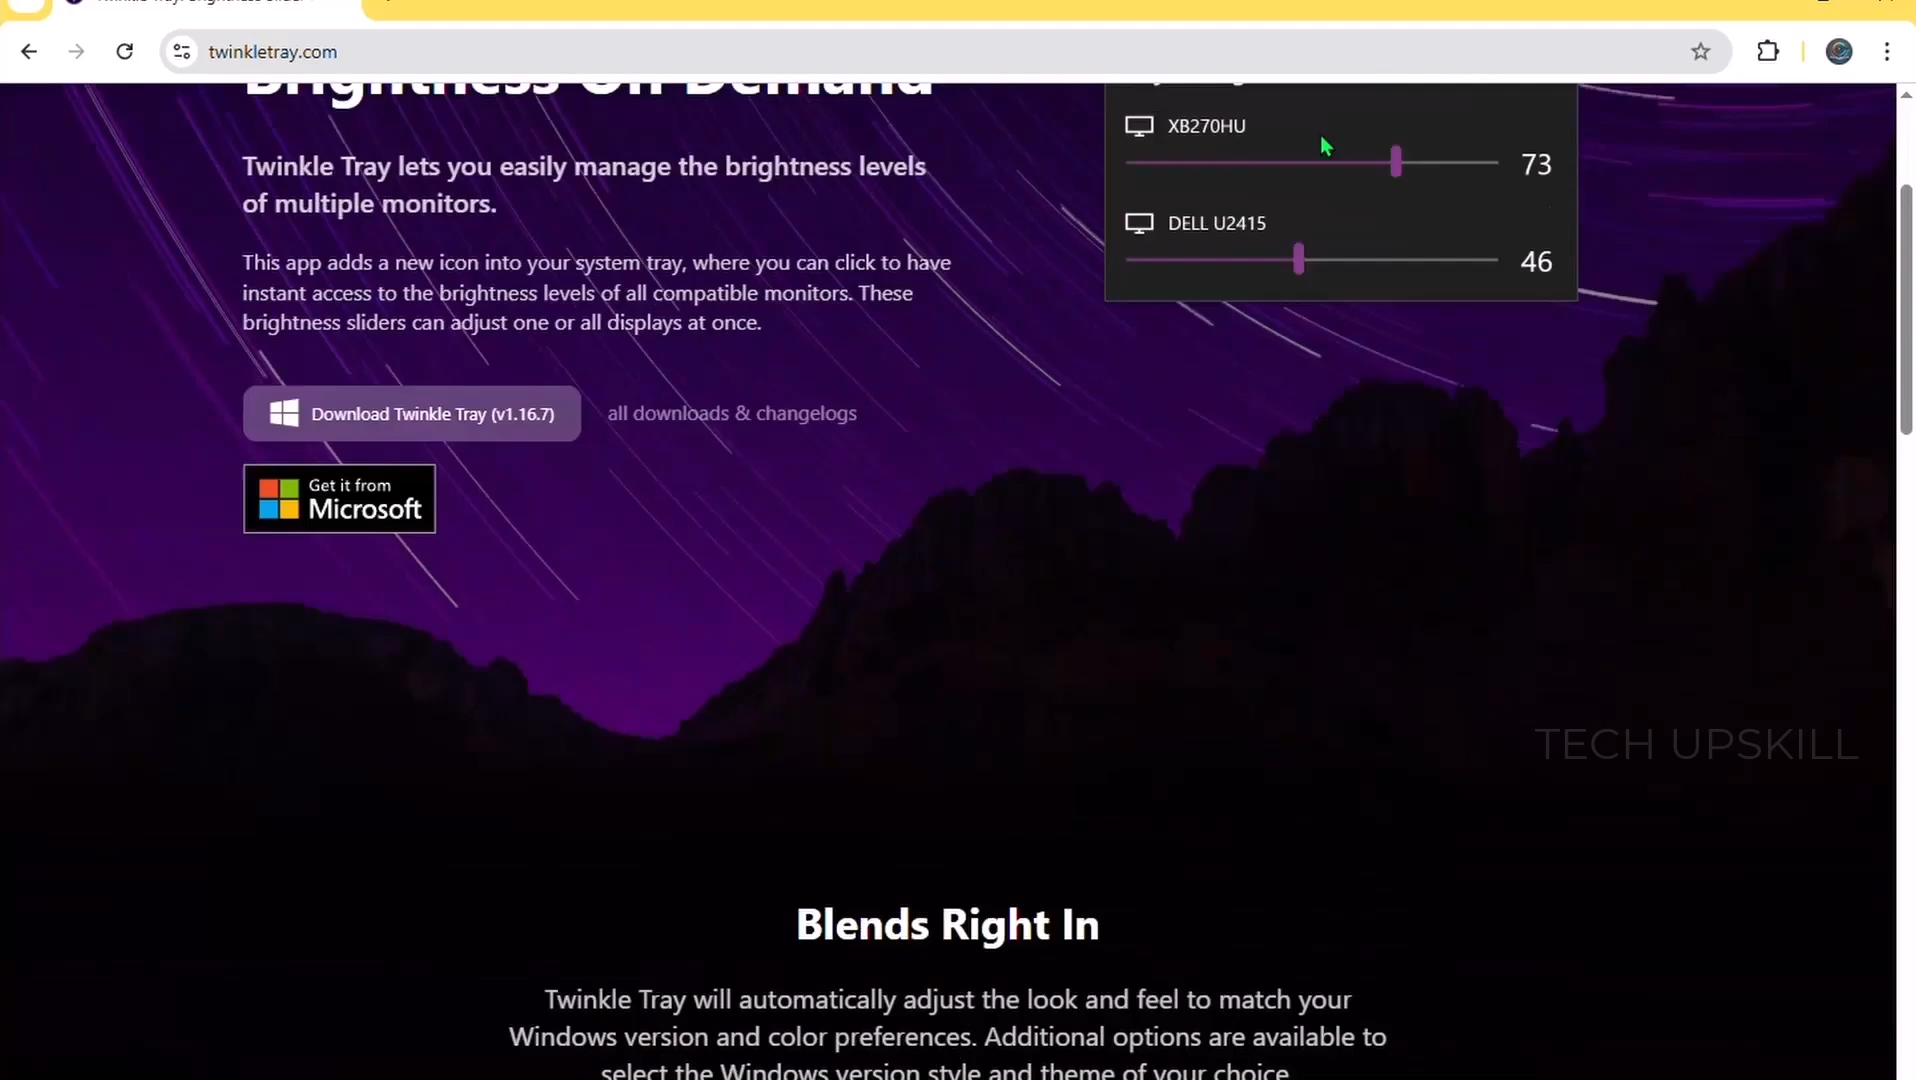 twinkletray.com
Brightness On Demand
XB270HU
73
Twinkle Tray lets you easily manage the brightness levels
of multiple monitors.
DELL U2415
46
This app adds a new icon into your system tray, where you can click to have
instant access to the brightness levels of all compatible monitors. These
brightness sliders can adjust one or all displays at once.
Download Twinkle Tray (v1.16.7)
all downloads & changelogs
Get it from
Microsoft
TECH UPSKILL
Blends Right In
Twinkle Tray will automatically adjust the look and feel to match your
Windows version and color preferences. Additional options are available to
select the Windows version style and theme of your choice.